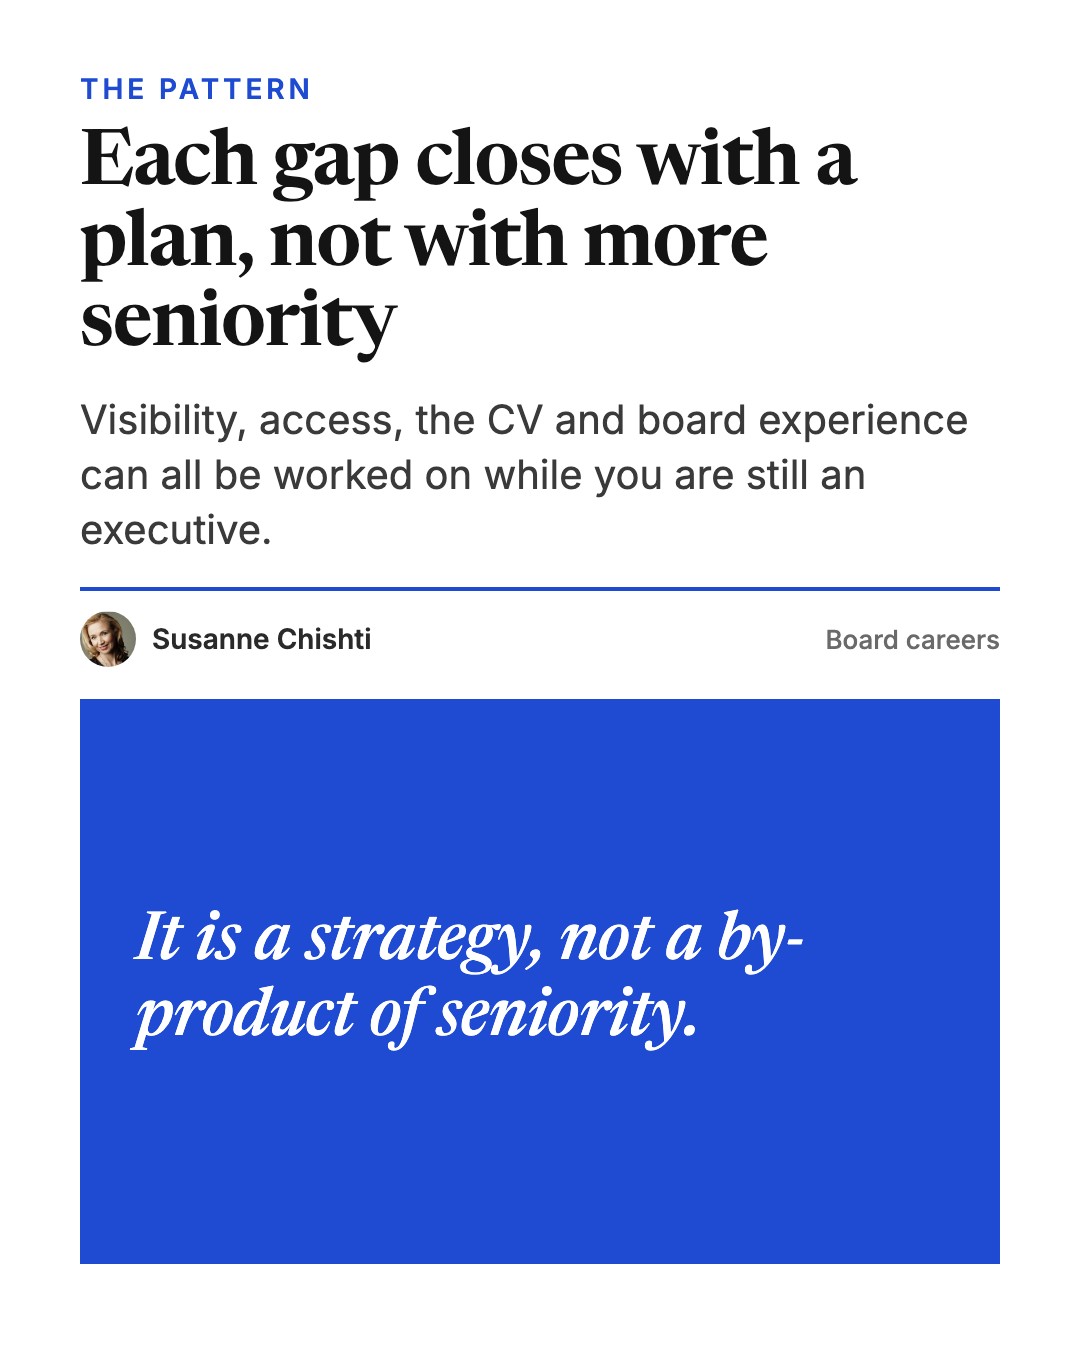 THE PATTERN
Each gap closes with a
plan, not with more
seniority
Visibility, access, the CV and board experience
can all be worked on while you are still an
executive.
Susanne Chishti
Board careers
It is a strategy, not a by-
product of seniority.